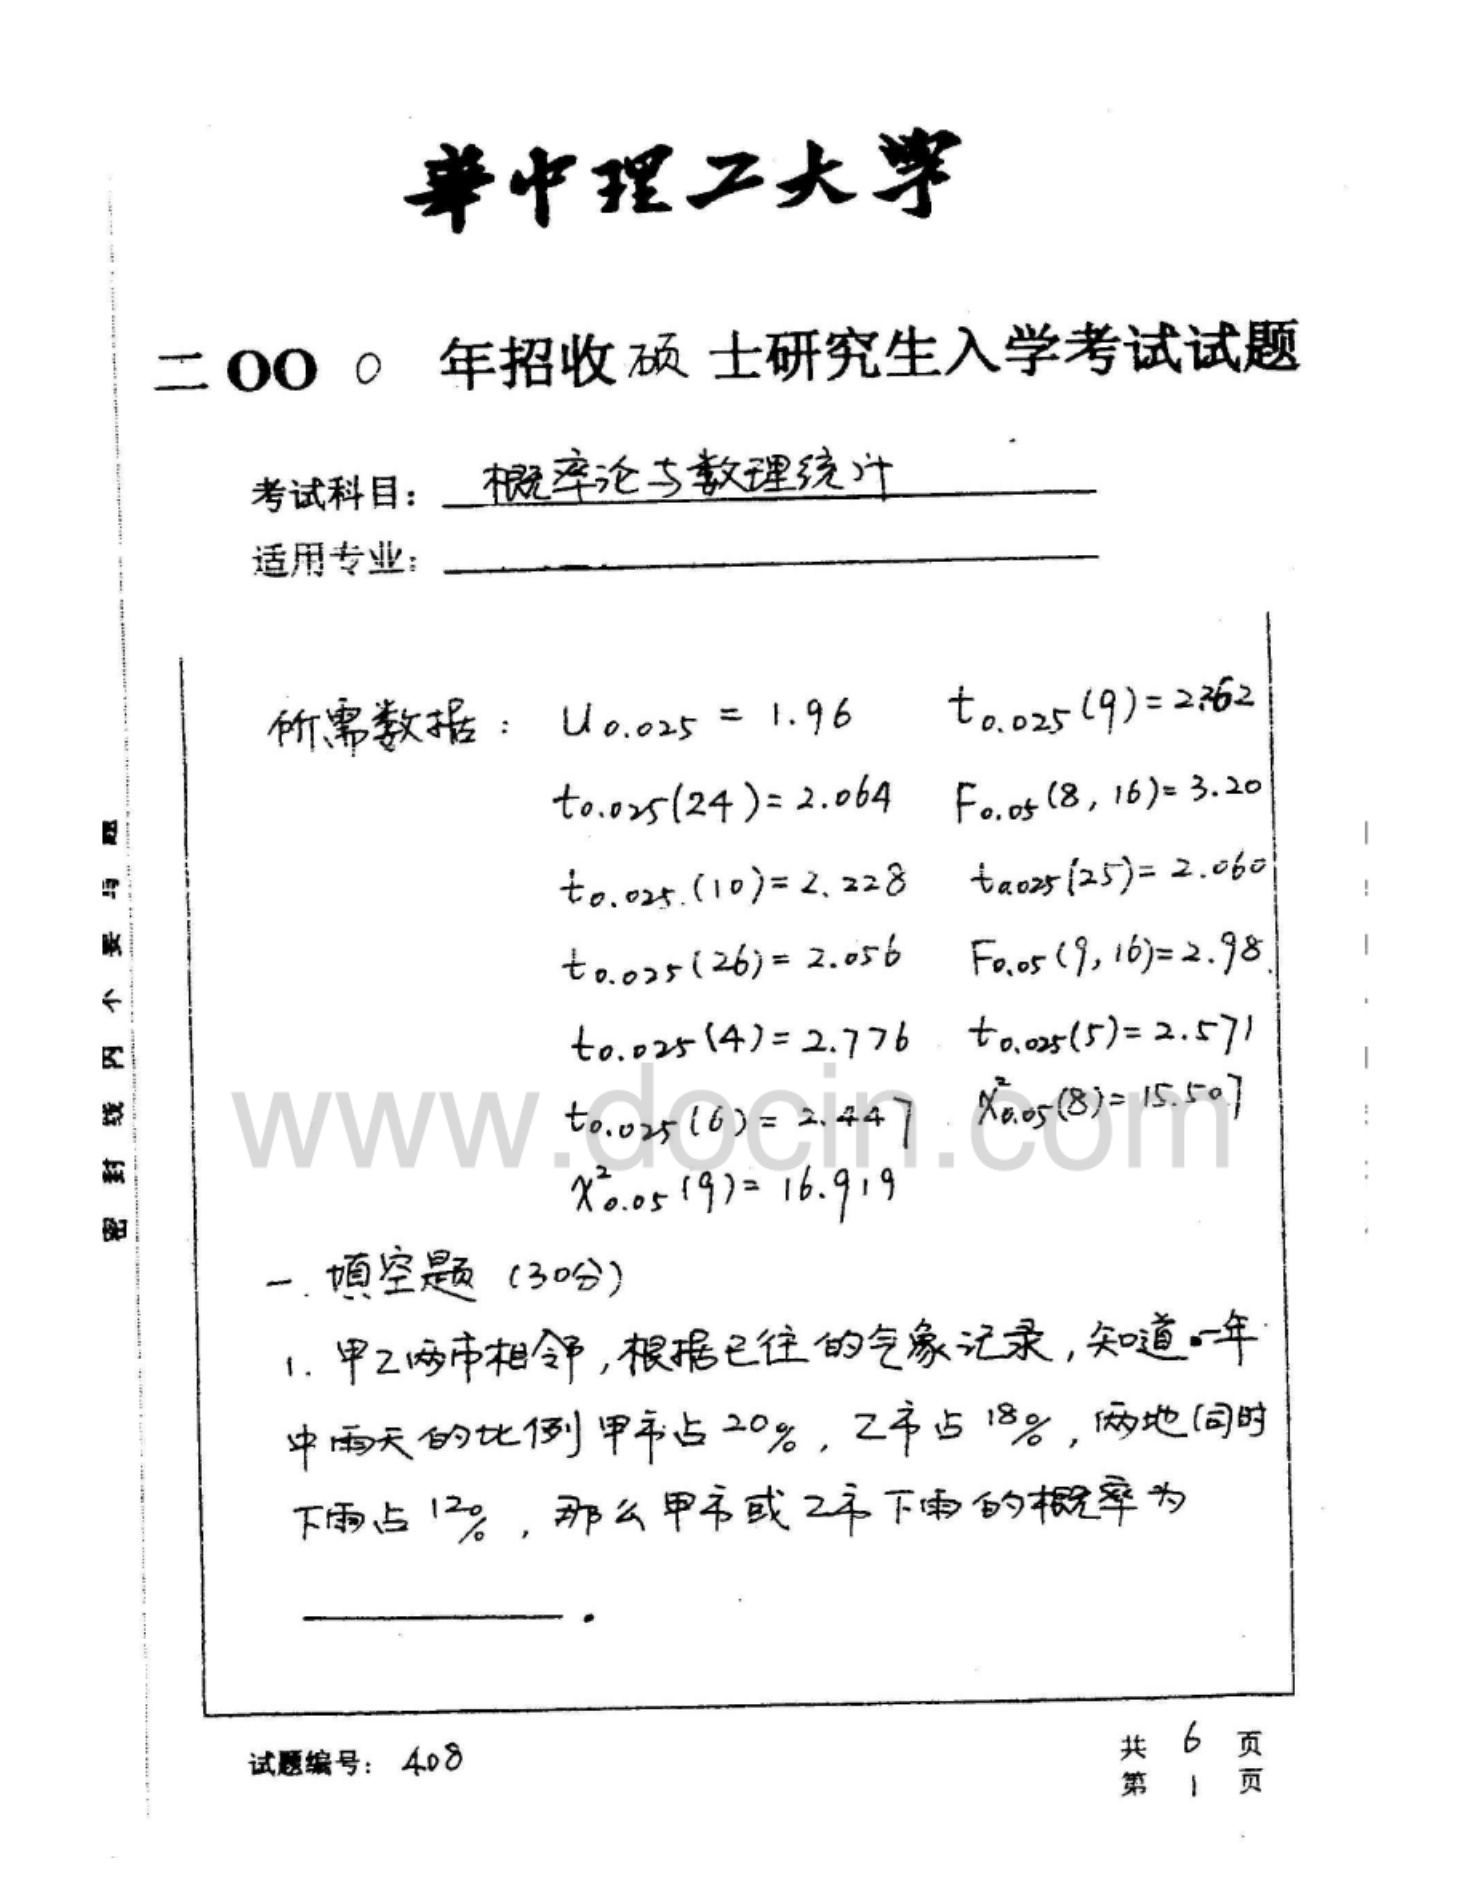 華中理工大学
二OO0年招收硕士研究生入学考试试题
考试科目：概率论与数理统计
适用专业：
所需数据： u0.025 = 1.96 t0.025(9)=2.262
t0.025(24)=2.064 F0.05(8,16)=3.20
t0.025.(10)=2.228 t0.025(25)=2.060
t0.025(26)=2.056 F0.05(9,16)=2.98.
t0.025(4)=2.776 t0.025(5)=2.571
t0.025(6)=2.447 χ²0.05(8)=15.507
χ²0.05(9)=16.919
一.填空题（30分）
1. 甲乙两市相邻,根据已往的气象记录,知道一年
中雨天的比例甲市占20%,乙市占18%,两地同时
下雨占12%,那么甲市或乙市下雨的概率为
________.
试题编号：408
共 6 页
第 1 页
密封线内不要写题
www.docin.com